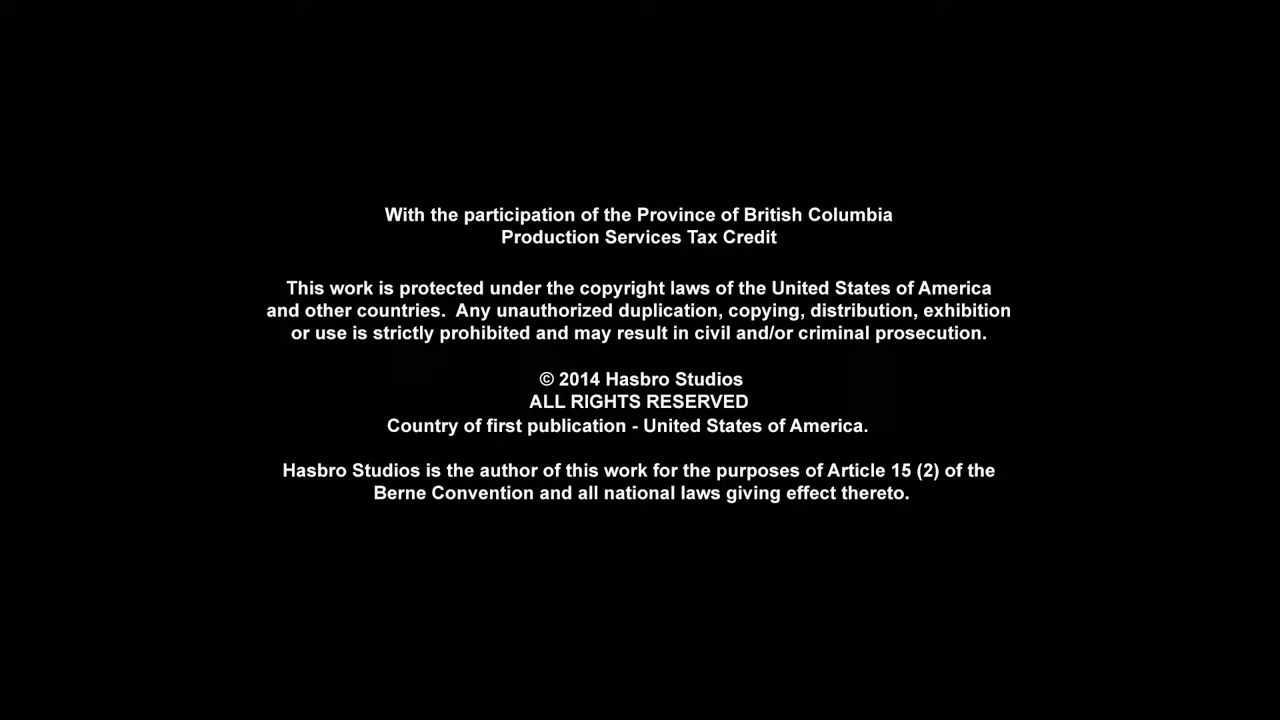 With the participation of the Province of British Columbia
Production Services Tax Credit
This work is protected under the copyright laws of the United States of America
and other countries.  Any unauthorized duplication, copying, distribution, exhibition
or use is strictly prohibited and may result in civil and/or criminal prosecution.
© 2014 Hasbro Studios
ALL RIGHTS RESERVED
Country of first publication - United States of America.
Hasbro Studios is the author of this work for the purposes of Article 15 (2) of the
Berne Convention and all national laws giving effect thereto.